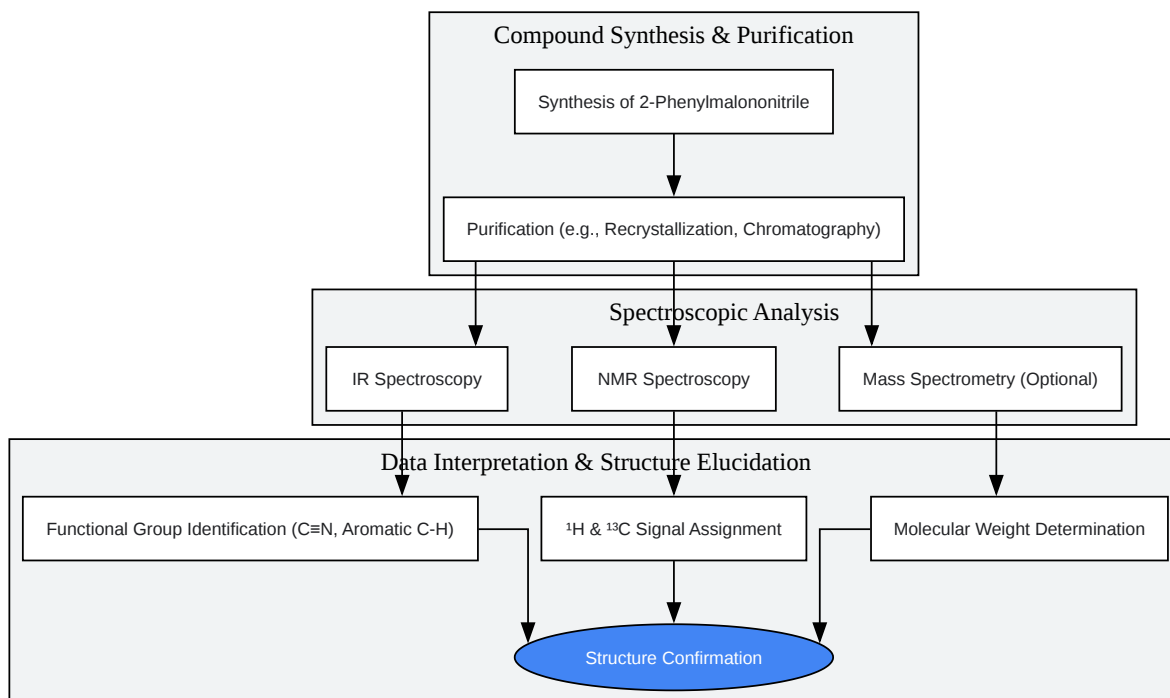 Compound Synthesis & Purification
Synthesis of 2-Phenylmalononitrile
Purification (e.g., Recrystallization, Chromatography)
Spectroscopic Analysis
IR Spectroscopy
NMR Spectroscopy
Mass Spectrometry (Optional)
Data Interpretation & Structure Elucidation
Functional Group Identification (C≡N, Aromatic C-H)
¹H & ¹³C Signal Assignment
Molecular Weight Determination
Structure Confirmation